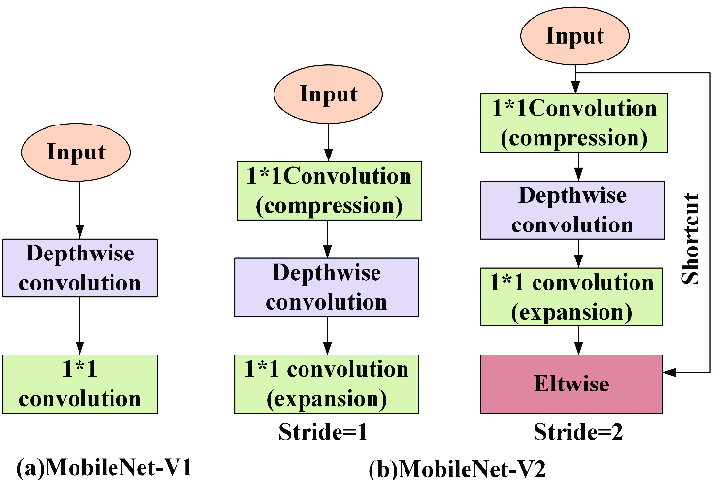 Input
Depthwise
convolution
1*1
convolution
(a)MobileNet-V1
Input
1*1Convolution
(compression)
Depthwise
convolution
1*1 convolution
(expansion)
Stride=1
Input
1*1Convolution
(compression)
Depthwise
convolution
1*1 convolution
(expansion)
Eltwise
Shortcut
Stride=2
(b)MobileNet-V2